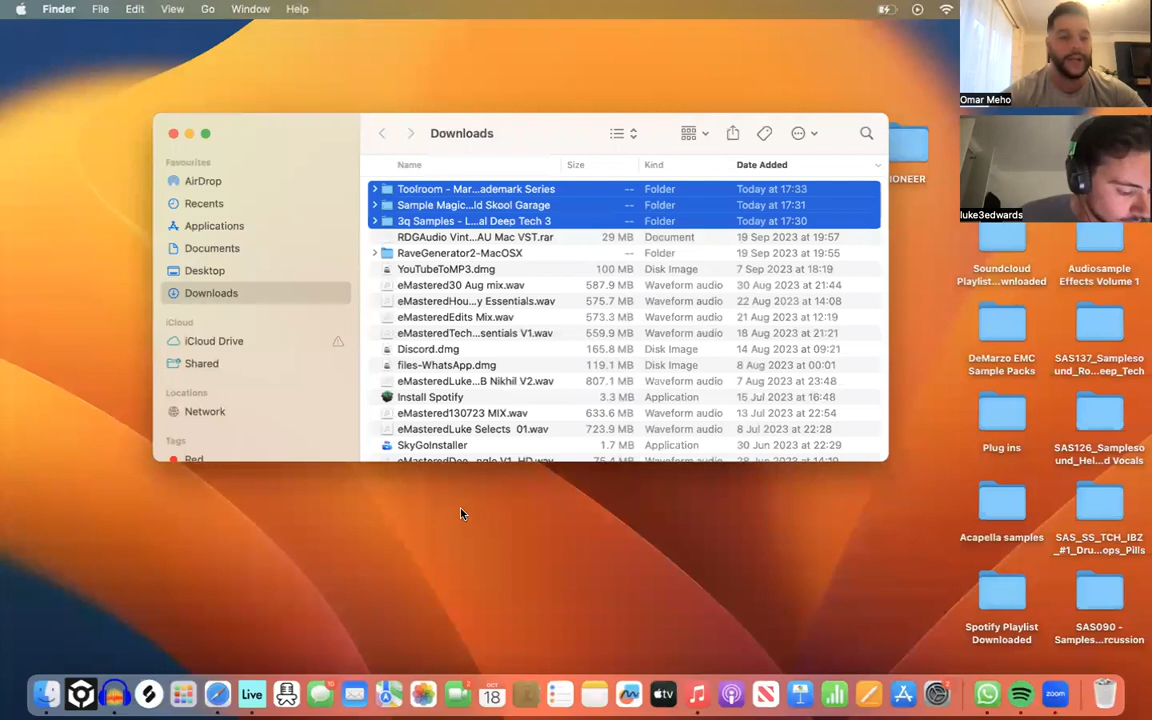 Finder File Edit View Go Window Help
Omar Meho
luke3edwards
Downloads
Favourites
AirDrop
Recents
Applications
Documents
Desktop
Downloads
iCloud
iCloud Drive
Shared
Locations
Network
Tags
Red
Name Size Kind Date Added
Toolroom - Mar...ademark Series -- Folder Today at 17:33
Sample Magic...ld Skool Garage -- Folder Today at 17:31
3q Samples - L...al Deep Tech 3 -- Folder Today at 17:30
RDGAudio Vint...AU Mac VST.rar 29 MB Document 19 Sep 2023 at 19:57
RaveGenerator2-MacOSX -- Folder 19 Sep 2023 at 19:55
YouTubeToMP3.dmg 100 MB Disk Image 7 Sep 2023 at 18:19
eMastered30 Aug mix.wav 587.9 MB Waveform audio 30 Aug 2023 at 21:44
eMasteredHou...y Essentials.wav 575.7 MB Waveform audio 22 Aug 2023 at 14:08
eMasteredEdits Mix.wav 573.3 MB Waveform audio 21 Aug 2023 at 12:19
eMasteredTech...sentials V1.wav 559.9 MB Waveform audio 18 Aug 2023 at 21:21
Discord.dmg 165.8 MB Disk Image 14 Aug 2023 at 09:21
files-WhatsApp.dmg 119.1 MB Disk Image 8 Aug 2023 at 00:01
eMasteredLuke...B Nikhil V2.wav 807.1 MB Waveform audio 7 Aug 2023 at 23:48
Install Spotify 3.3 MB Application 15 Jul 2023 at 16:48
eMastered130723 MIX.wav 633.6 MB Waveform audio 13 Jul 2023 at 22:54
eMasteredLuke Selects 01.wav 723.9 MB Waveform audio 8 Jul 2023 at 22:28
SkyGoInstaller 1.7 MB Application 30 Jun 2023 at 22:29
IONEER
Soundcloud
Playlist...wnloaded
Audiosample
Effects Volume 1
DeMarzo EMC
Sample Packs
SAS137_Sampleso
und_Ro...eep_Tech
Plug ins
SAS126_Sampleso
und_Hei...d Vocals
Acapella samples
SAS_SS_TCH_IBZ
_#1_Dru...ops_Pills
Spotify Playlist
Downloaded
SAS090 -
Samples...rcussion
Live
OCT
18
zoom